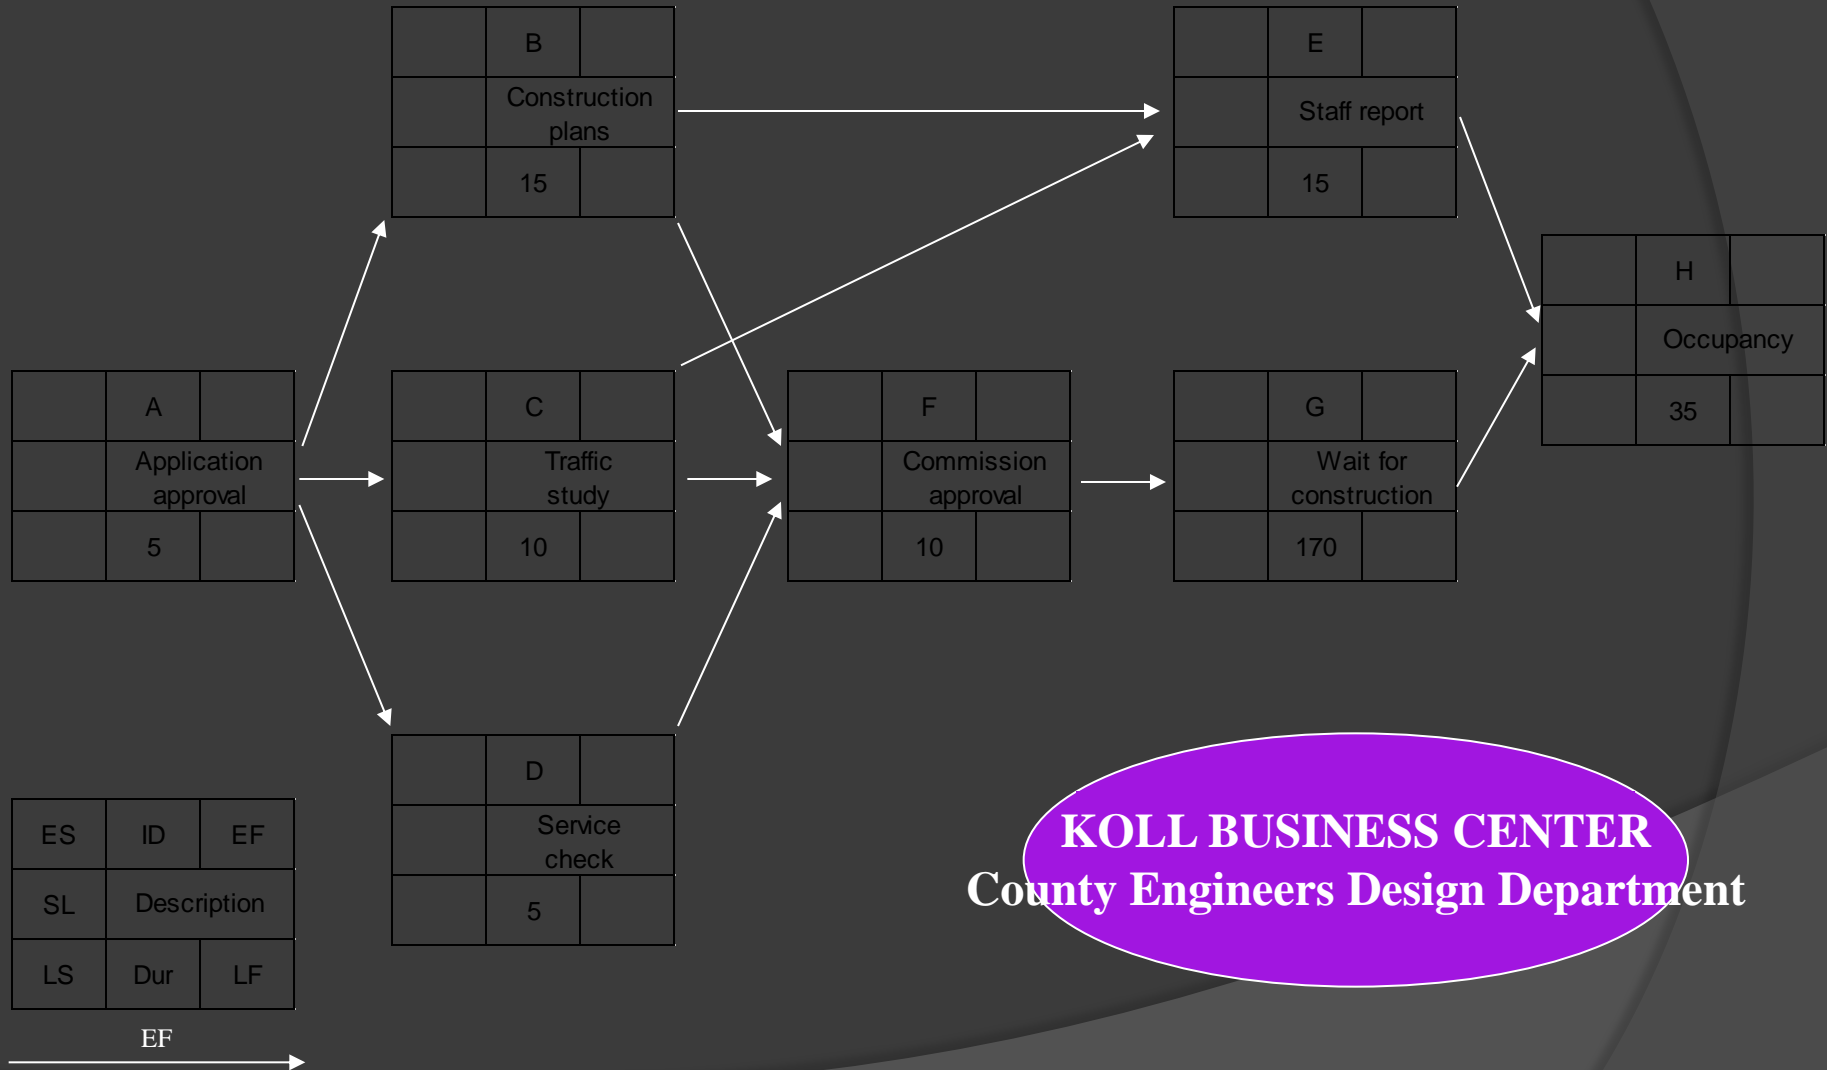 B
Construction
plans
15
E
Staff report
15
H
Occupancy
35
A
Application
approval
5
C
Traffic
study
10
F
Commission
approval
10
G
Wait for
construction
170
D
Service
check
5
ES ID EF
SL Description
LS Dur LF
EF
KOLL BUSINESS CENTER
County Engineers Design Department